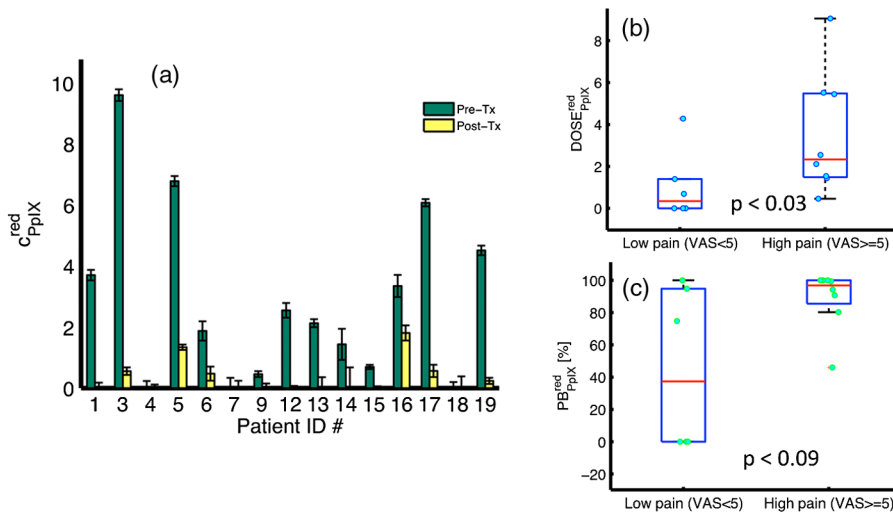 (a)
10
8
6
4
2
0
c^red_PpIX
Pre-Tx
Post-Tx
1 3 4 5 6 7 9 12 13 14 15 16 17 18 19
Patient ID #
(b)
8
6
4
2
0
DOSE^red_PpIX
p < 0.03
Low pain (VAS<5) High pain (VAS>=5)
(c)
100
80
60
40
20
0
−20
PB^red_PpIX [%]
p < 0.09
Low pain (VAS<5) High pain (VAS>=5)